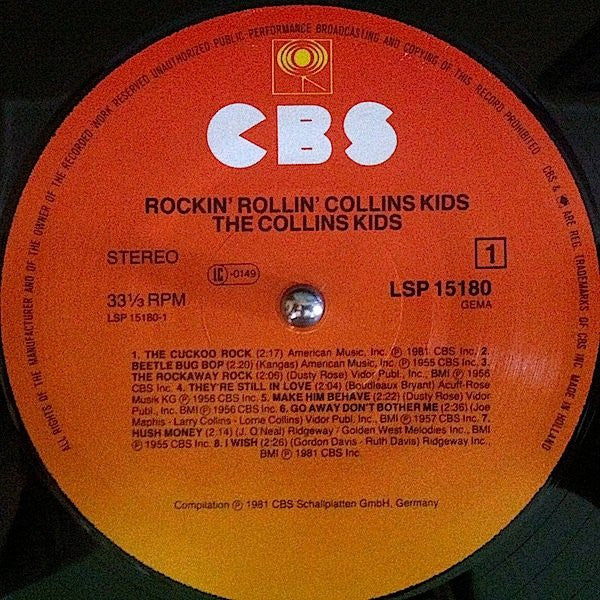 ALL RIGHTS OF THE MANUFACTURER AND OF THE OWNER OF THE RECORDED WORK RESERVED UNAUTHORIZED PUBLIC PERFORMANCE BROADCASTING AND COPYING OF THIS RECORD PROHIBITED CBS & ARE REG. TRADEMARKS OF CBS INC. MADE IN HOLLAND
CBS
ROCKIN' ROLLIN' COLLINS KIDS
THE COLLINS KIDS
STEREO
LC-0149
1
33⅓ RPM
LSP 15180
LSP 15180-1
GEMA
1. THE CUCKOO ROCK (2:17) American Music, Inc. ℗ 1981 CBS Inc. 2.
BEETLE BUG BOP (2:20) (Kangas) American Music, Inc. ℗ 1955 CBS Inc. 3.
THE ROCKAWAY ROCK (2:06) (Dusty Rose) Vidor Publ., BMI ℗ 1956
CBS Inc. 4. THEY'RE STILL IN LOVE (2:04) (Boudleaux Bryant) Acuff-Rose
Musik KG ℗ 1956 CBS Inc. 5. MAKE HIM BEHAVE (2:22) (Dusty Rose) Vidor
Publ., BMI ℗ 1956 CBS Inc. 6. GO AWAY DON'T BOTHER ME (2:36) (Joe
Maphis - Larry Collins - Lorrie Collins) Vidor Publ., BMI ℗ 1957 CBS Inc. 7.
HUSH MONEY (2:14) (J. O'Neal) Ridgeway / Golden West Melodies Inc., BMI
℗ 1955 CBS Inc. 8. I WISH (2:26) (Gordon Davis - Ruth Davis) Ridgeway Inc.,
BMI ℗ 1981 CBS Inc.
Compilation ℗ 1981 CBS Schallplatten GmbH, Germany